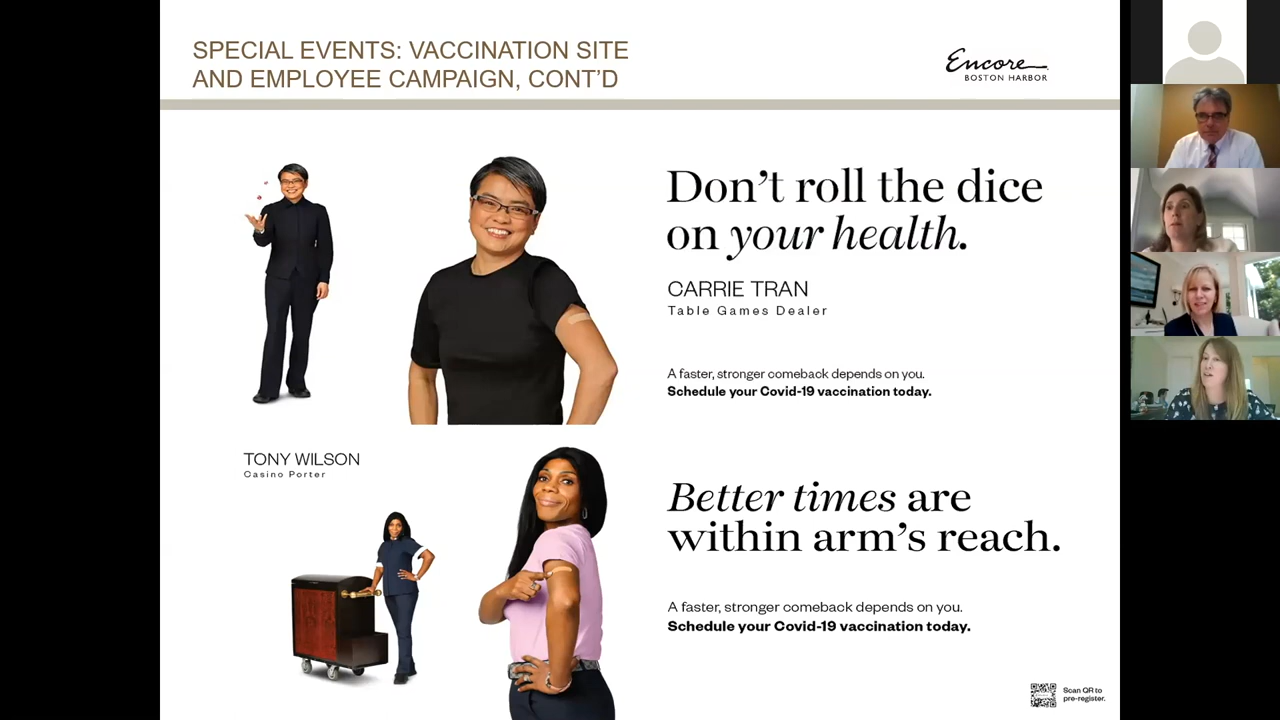 SPECIAL EVENTS: VACCINATION SITE
AND EMPLOYEE CAMPAIGN, CONT'D
Encore
BOSTON HARBOR
Don't roll the dice
on your health.
CARRIE TRAN
Table Games Dealer
A faster, stronger comeback depends on you.
Schedule your Covid-19 vaccination today.
TONY WILSON
Casino Porter
Better times are
within arm's reach.
A faster, stronger comeback depends on you.
Schedule your Covid-19 vaccination today.
Scan QR to
pre-register.